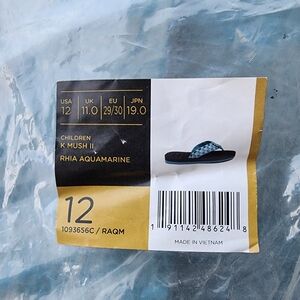 USA UK EU JPN
12 11.0 29/30 19.0
CHILDREN
K MUSH II
RHIA AQUAMARINE
12
1093656C / RAQM
1 91142 48624 8
MADE IN VIETNAM